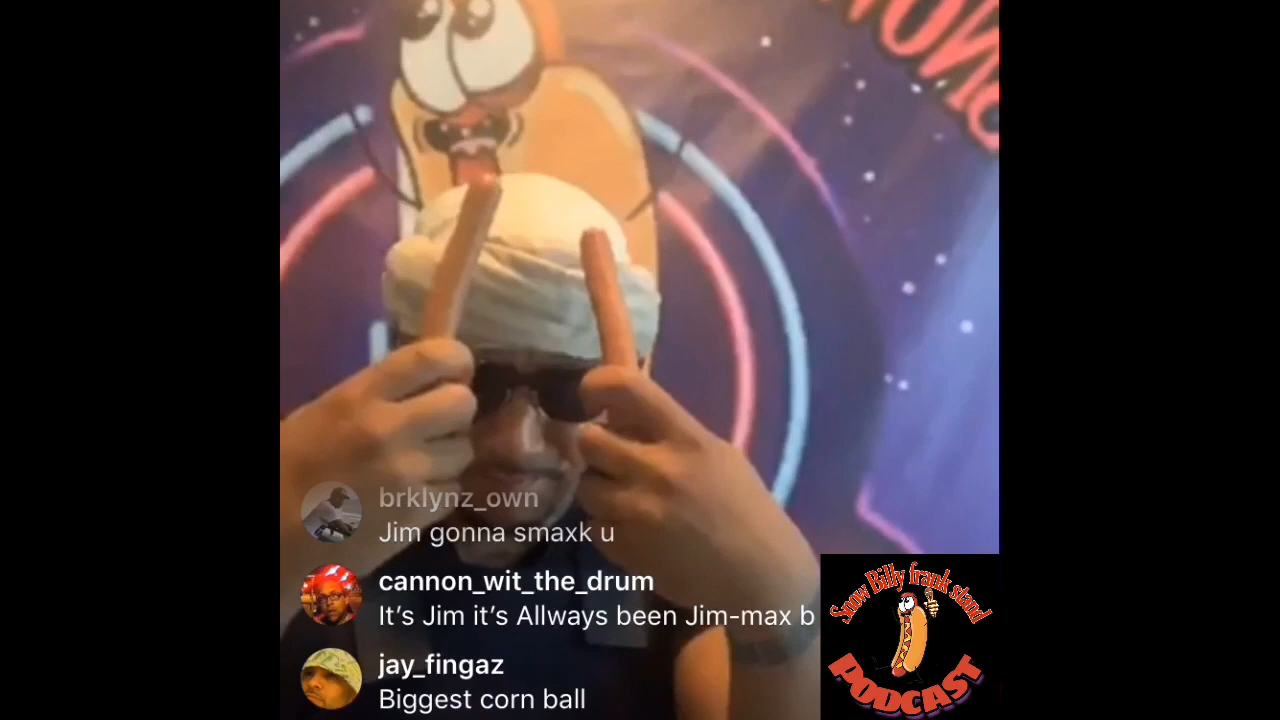 brklynz_own
Jim gonna smaxk u
cannon_wit_the_drum
It’s Jim it’s Allways been Jim-max b
jay_fingaz
Biggest corn ball
Snow Billy frank stand
PODCAST